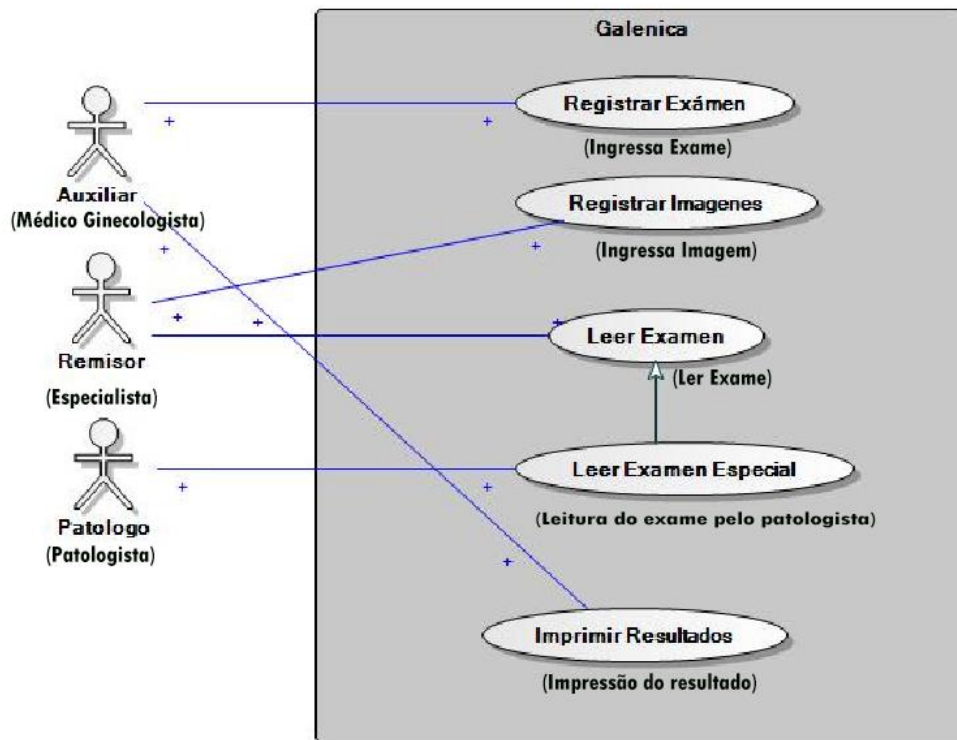 Galenica
Registrar Exámen
(Ingressa Exame)
Auxiliar
(Médico Ginecologista)
Registrar Imagenes
(Ingressa Imagem)
Remisor
(Especialista)
Leer Examen
(Ler Exame)
Patologo
(Patologista)
Leer Examen Especial
(Leitura do exame pelo patologista)
Imprimir Resultados
(Impressão do resultado)